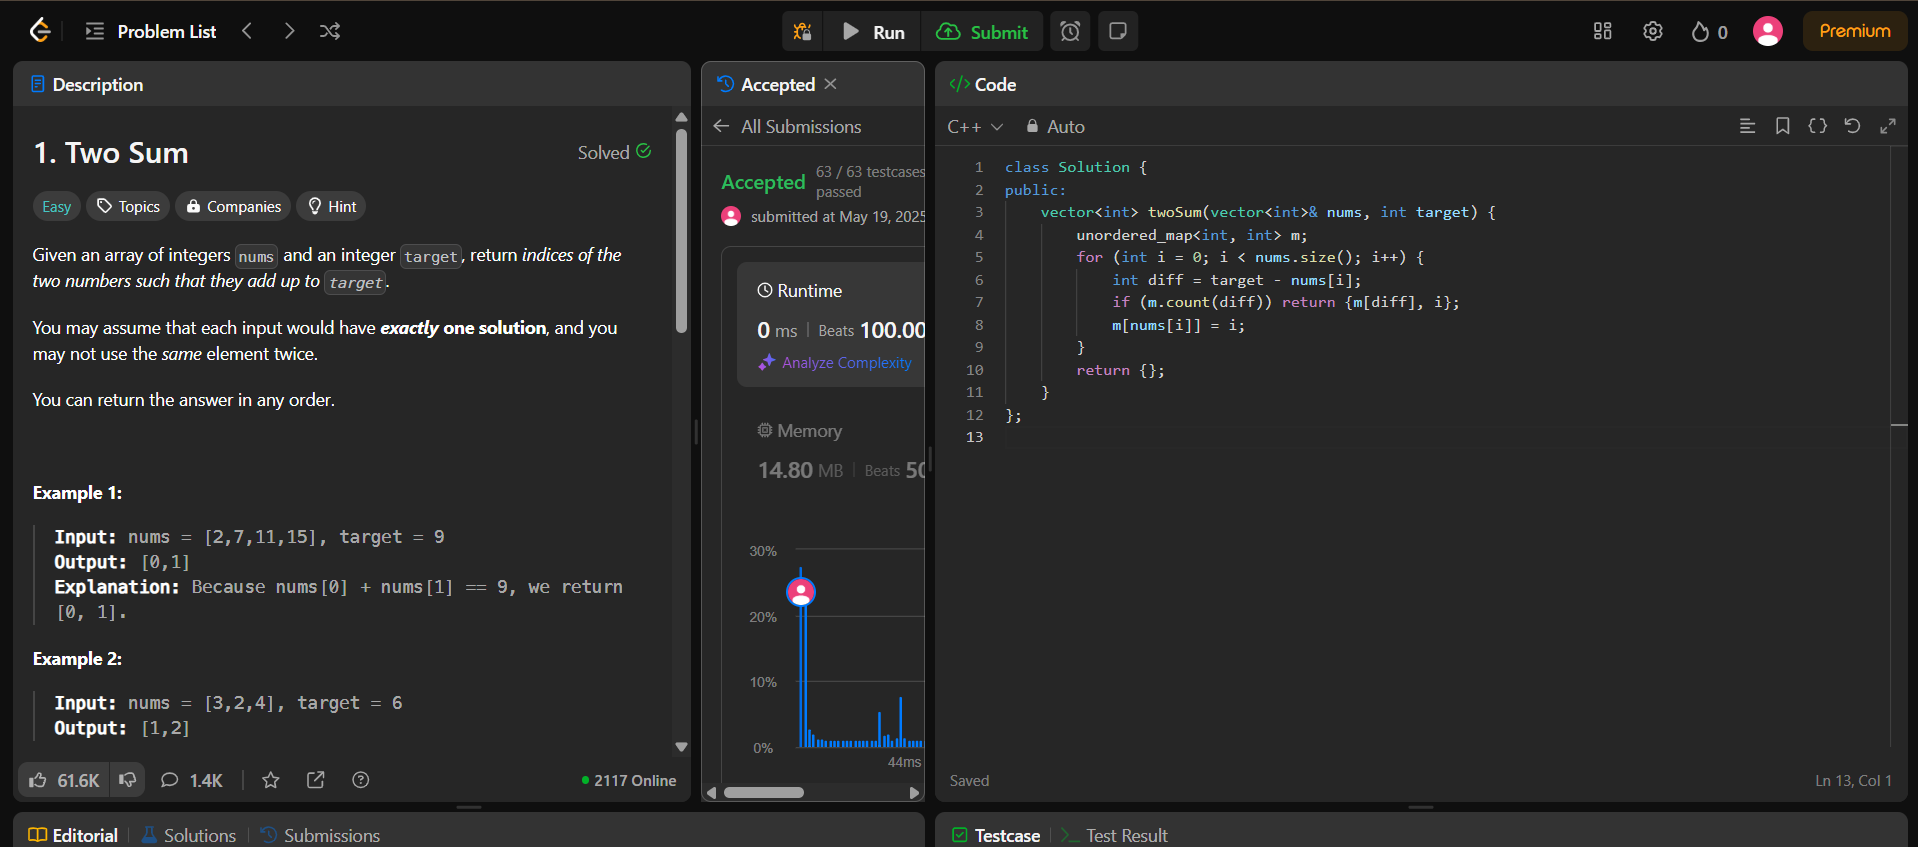 Problem List
Run
Submit
0
Premium
Description
1. Two Sum
Solved
Easy
Topics
Companies
Hint
Given an array of integers nums and an integer target, return indices of the
two numbers such that they add up to target.
You may assume that each input would have exactly one solution, and you
may not use the same element twice.
You can return the answer in any order.
Example 1:
Input: nums = [2,7,11,15], target = 9
Output: [0,1]
Explanation: Because nums[0] + nums[1] == 9, we return
[0, 1].
Example 2:
Input: nums = [3,2,4], target = 6
Output: [1,2]
61.6K
1.4K
2117 Online
Editorial
Solutions
Submissions
Accepted
All Submissions
Accepted
63 / 63 testcases
passed
submitted at May 19, 2025
Runtime
0 ms | Beats 100.00
Analyze Complexity
Memory
14.80 MB | Beats 50
30%
20%
10%
0%
44ms
Code
C++
Auto
1 class Solution {
2 public:
3     vector<int> twoSum(vector<int>& nums, int target) {
4         unordered_map<int, int> m;
5         for (int i = 0; i < nums.size(); i++) {
6             int diff = target - nums[i];
7             if (m.count(diff)) return {m[diff], i};
8             m[nums[i]] = i;
9         }
10         return {};
11     }
12 };
13
Saved
Ln 13, Col 1
Testcase
Test Result